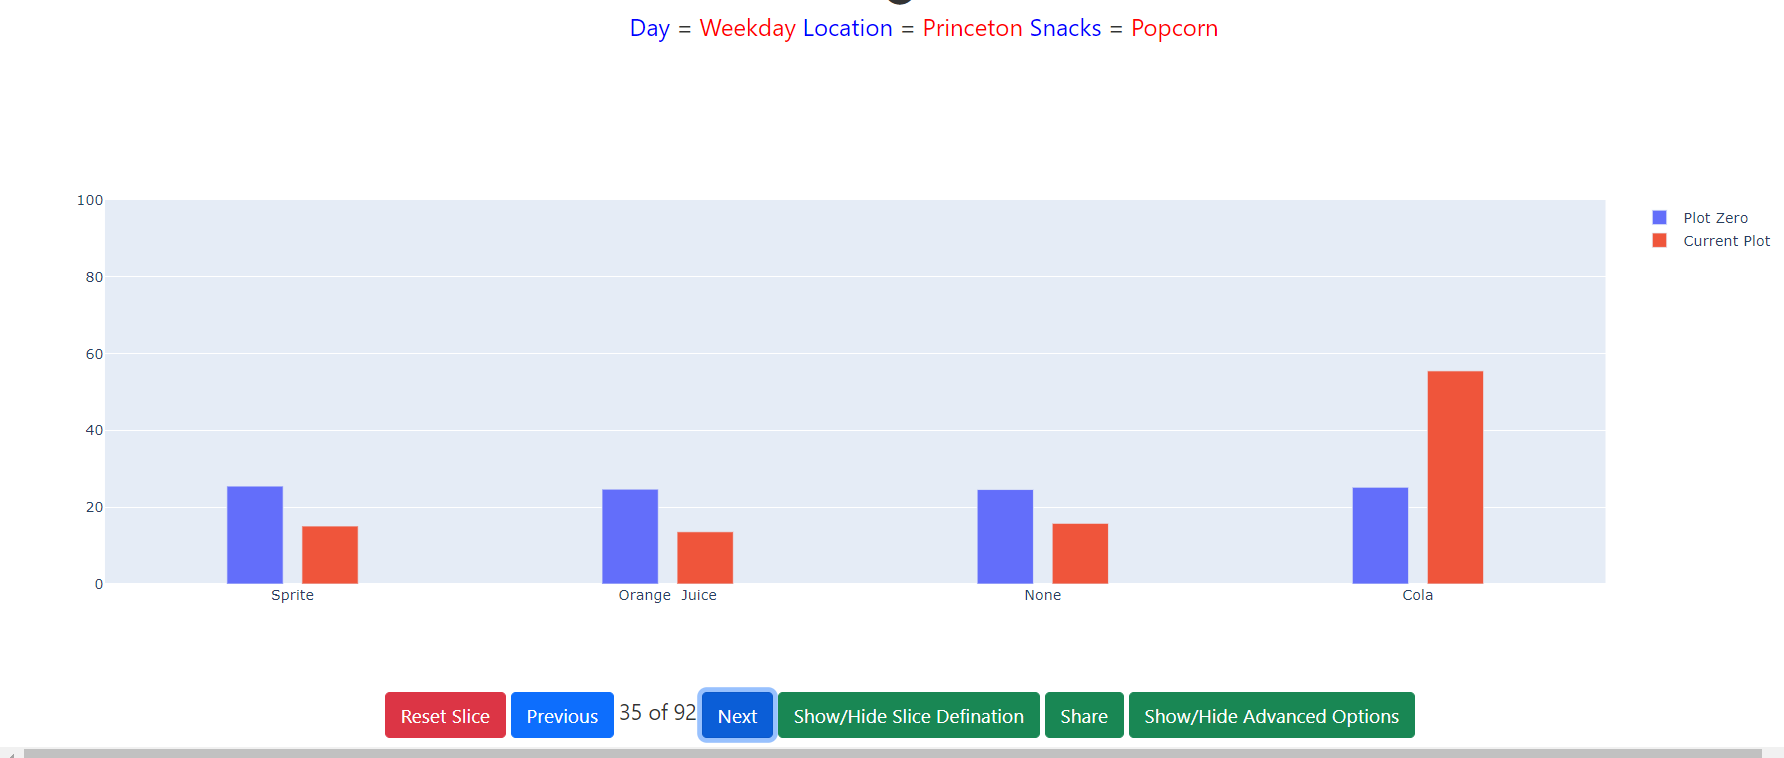 Day = Weekday Location = Princeton Snacks = Popcorn
100
80
60
40
20
0
Sprite
Orange Juice
None
Cola
Plot Zero
Current Plot
Reset Slice Previous 35 of 92 Next Show/Hide Slice Defination Share Show/Hide Advanced Options